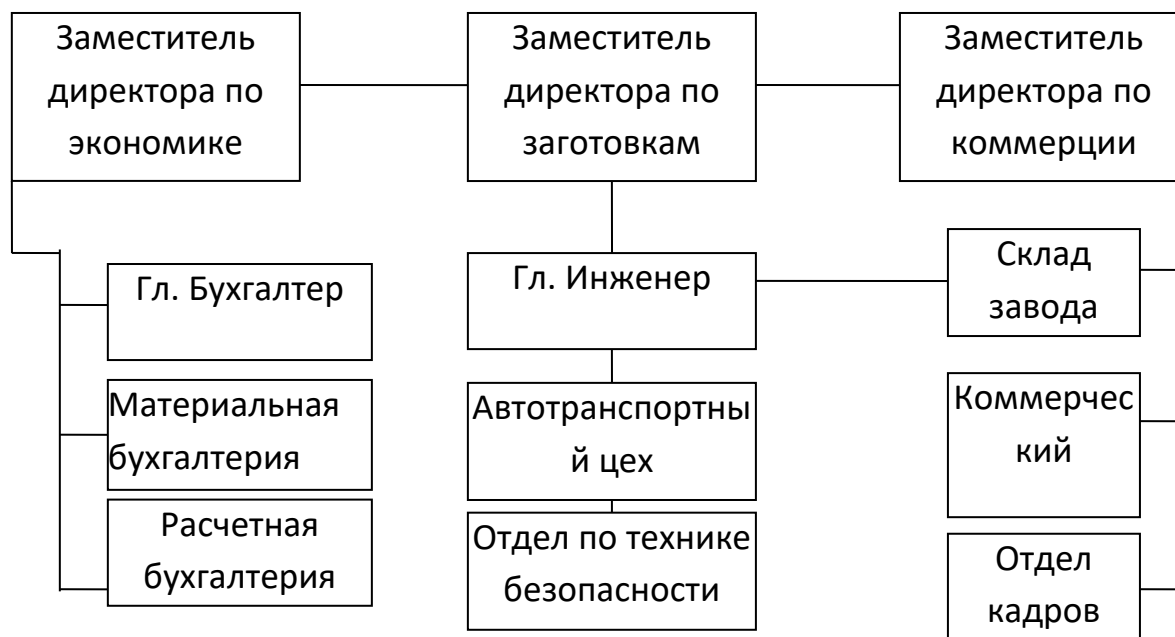 Заместитель
директора по
экономике
Заместитель
директора по
заготовкам
Заместитель
директора по
коммерции
Гл. Бухгалтер
Материальная
бухгалтерия
Расчетная
бухгалтерия
Гл. Инженер
Автотранспортны
й цех
Отдел по технике
безопасности
Склад
завода
Коммерчес
кий
Отдел
кадров